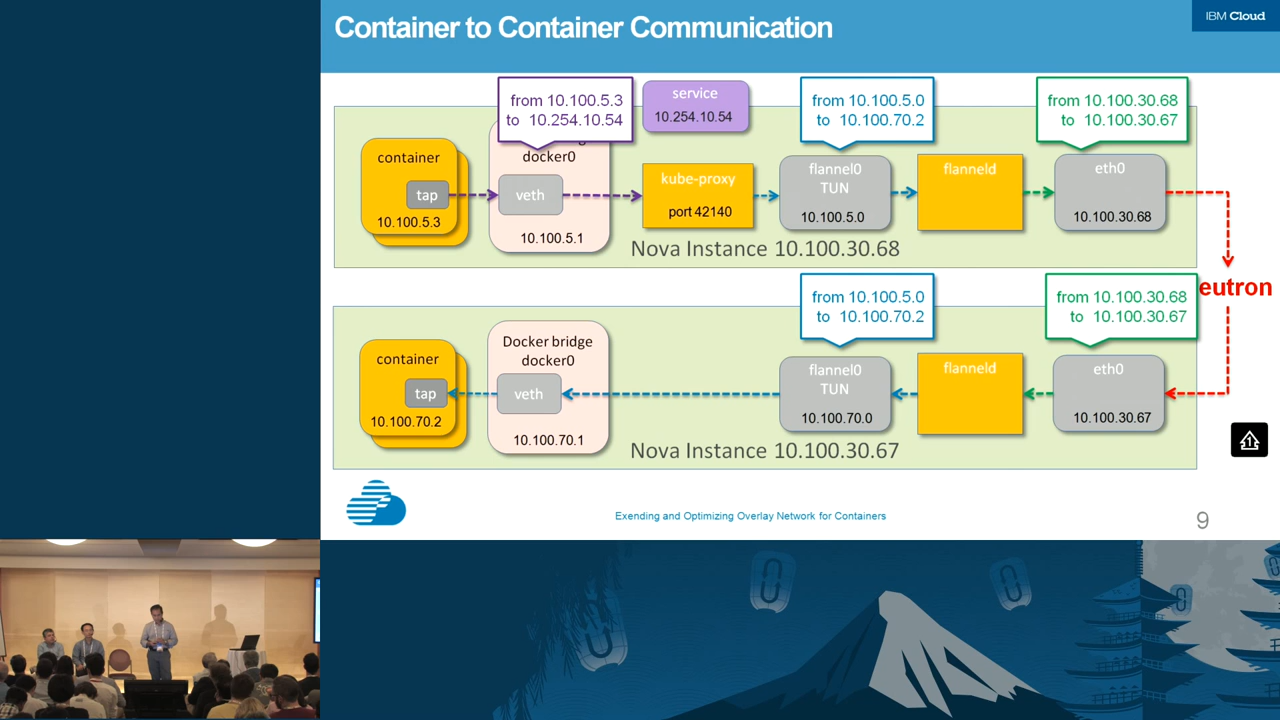 Container to Container Communication
IBM Cloud
from 10.100.5.3
to 10.254.10.54
service
10.254.10.54
from 10.100.5.0
to 10.100.70.2
from 10.100.30.68
to 10.100.30.67
container
tap
10.100.5.3
docker0
veth
10.100.5.1
kube-proxy
port 42140
flannel0
TUN
10.100.5.0
flanneld
eth0
10.100.30.68
Nova Instance 10.100.30.68
eutron
from 10.100.5.0
to 10.100.70.2
from 10.100.30.68
to 10.100.30.67
container
tap
10.100.70.2
Docker bridge
docker0
veth
10.100.70.1
flannel0
TUN
10.100.70.0
flanneld
eth0
10.100.30.67
Nova Instance 10.100.30.67
Exending and Optimizing Overlay Network for Containers
9